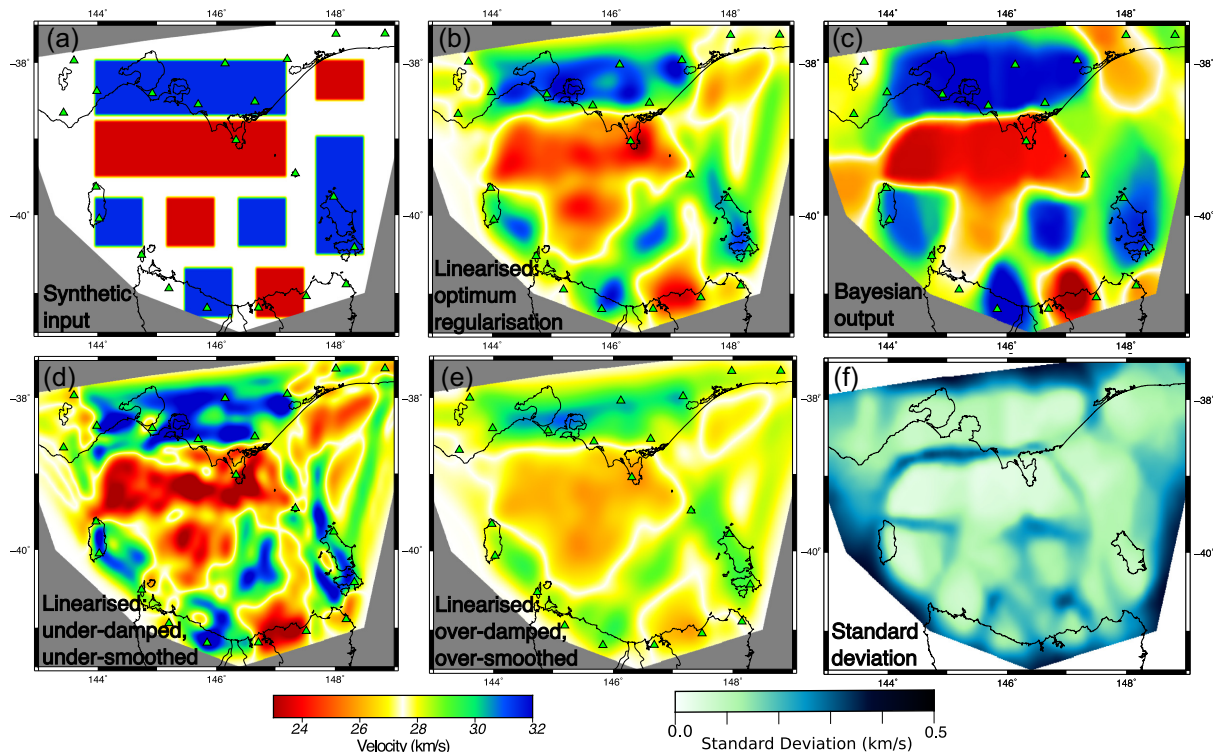 (a)
Synthetic
input
(b)
Linearised:
optimum
regularisation
(c)
Bayesian
output
−38˚
−40˚
144˚ 146˚ 148˚
144˚ 146˚ 148˚
144˚ 146˚ 148˚
−38˚
−40˚
(d)
Linearised:
under-damped,
under-smoothed
(e)
Linearised:
over-damped,
over-smoothed
(f)
Standard
deviation
−38˚
−40˚
−38˚
−40˚
144˚ 146˚ 148˚
144˚ 146˚ 148˚
144˚ 146˚ 148˚
24 26 28 30 32
Velocity (km/s)
0.0 0.5
Standard Deviation (km/s)